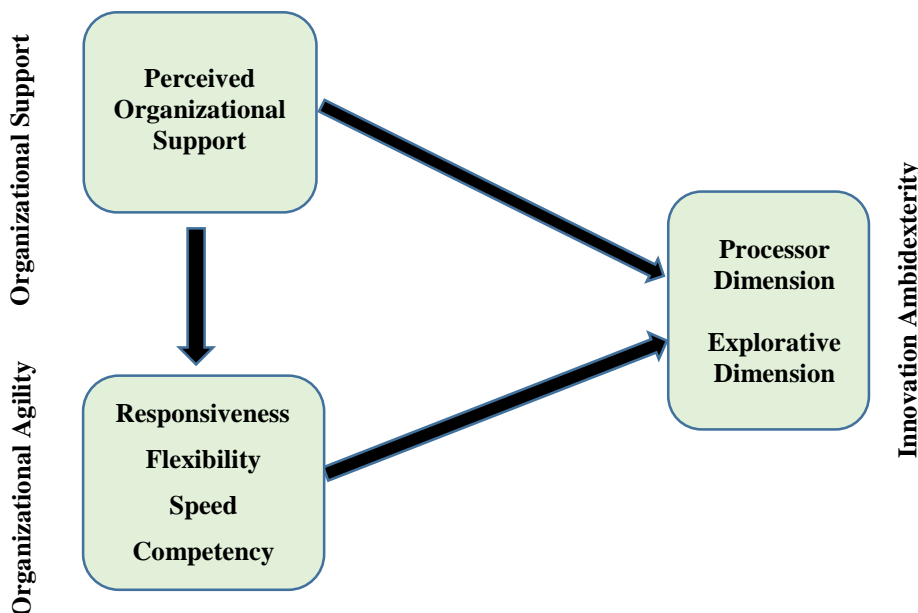 Organizational Support
Perceived
Organizational
Support
Organizational Agility
Responsiveness
Flexibility
Speed
Competency
Processor
Dimension
Explorative
Dimension
Innovation Ambidexterity